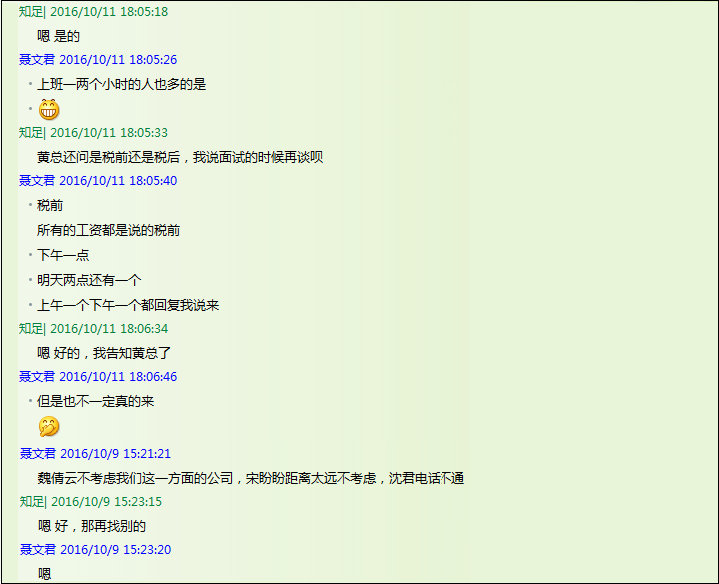 知足| 2016/10/11 18:05:18
嗯 是的
聂文君 2016/10/11 18:05:26
上班一两个小时的人也多的是
知足| 2016/10/11 18:05:33
黄总还问是税前还是税后，我说面试的时候再谈呗
聂文君 2016/10/11 18:05:40
税前
所有的工资都是说的税前
下午一点
明天两点还有一个
上午一个下午一个都回复我说来
知足| 2016/10/11 18:06:34
嗯 好的，我告知黄总了
聂文君 2016/10/11 18:06:46
但是也不一定真的来
聂文君 2016/10/9 15:21:21
魏倩云不考虑我们这一方面的公司，宋盼盼距离太远不考虑，沈君电话不通
知足| 2016/10/9 15:23:15
嗯 好，那再找别的
聂文君 2016/10/9 15:23:20
嗯